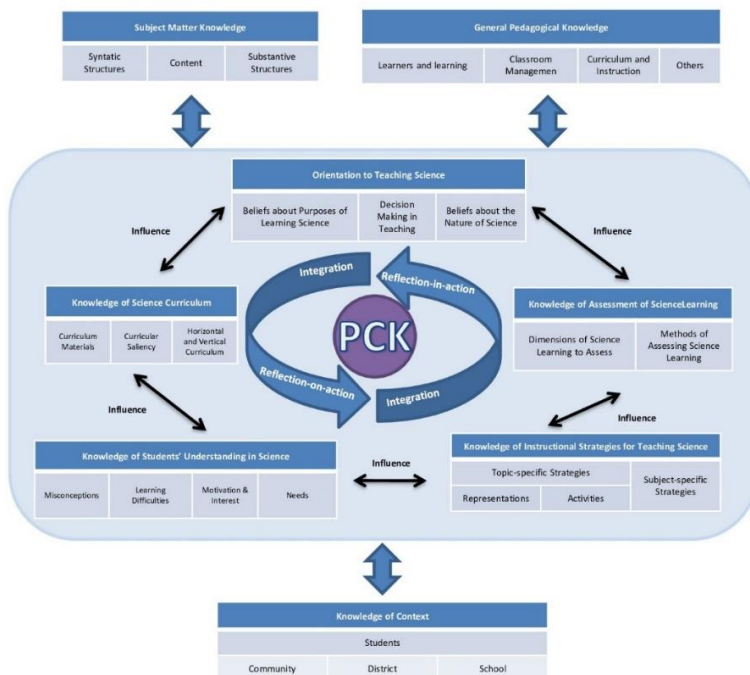 Subject Matter Knowledge
Syntatic
Structures
Content
Substantive
Structures
General Pedagogical Knowledge
Learners and learning
Classroom
Managemen
Curriculum and
Instruction
Others
Orientation to Teaching Science
Beliefs about Purposes of
Learning Science
Decision
Making in
Teaching
Beliefs about the
Nature of Science
Influence
Influence
Integration
Reflection-in-action
Knowledge of Science Curriculum
Curriculum
Materials
Curricular
Saliency
Horizontal
and Vertical
Curriculum
PCK
Knowledge of Assessment of ScienceLearning
Dimensions of Science
Learning to Assess
Methods of
Assessing Science
Learning
Reflection-on-action
Integration
Influence
Influence
Knowledge of Students' Understanding in Science
Misconceptions
Learning
Difficulties
Motivation &
Interest
Needs
Influence
Knowledge of Instructional Strategies for Teaching Science
Topic-specific Strategies
Representations
Activities
Subject-specific
Strategies
Knowledge of Context
Students
Community
District
School